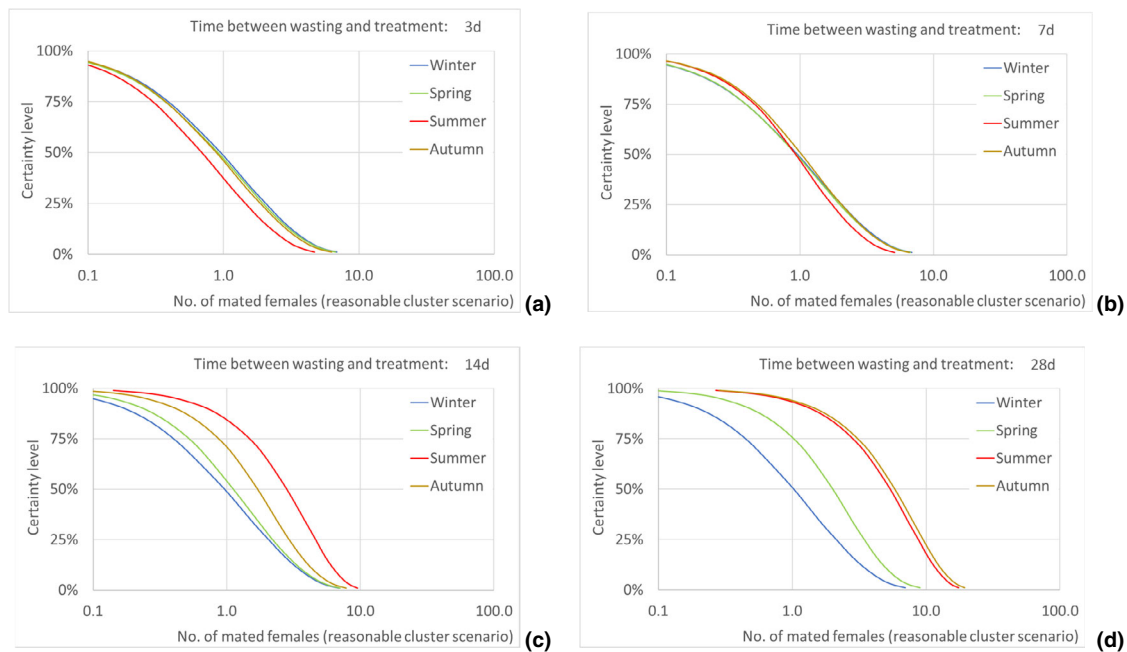 Time between wasting and treatment: 3d
100%
75%
50%
25%
0%
Certainty level
Winter
Spring
Summer
Autumn
0.1 1.0 10.0 100.0
No. of mated females (reasonable cluster scenario)
(a)
Time between wasting and treatment: 7d
100%
75%
50%
25%
0%
Certainty level
Winter
Spring
Summer
Autumn
0.1 1.0 10.0 100.0
No. of mated females (reasonable cluster scenario)
(b)
Time between wasting and treatment: 14d
100%
75%
50%
25%
0%
Certainty level
Winter
Spring
Summer
Autumn
0.1 1.0 10.0 100.0
No. of mated females (reasonable cluster scenario)
(c)
Time between wasting and treatment: 28d
100%
75%
50%
25%
0%
Certainty level
Winter
Spring
Summer
Autumn
0.1 1.0 10.0 100.0
No. of mated females (reasonable cluster scenario)
(d)